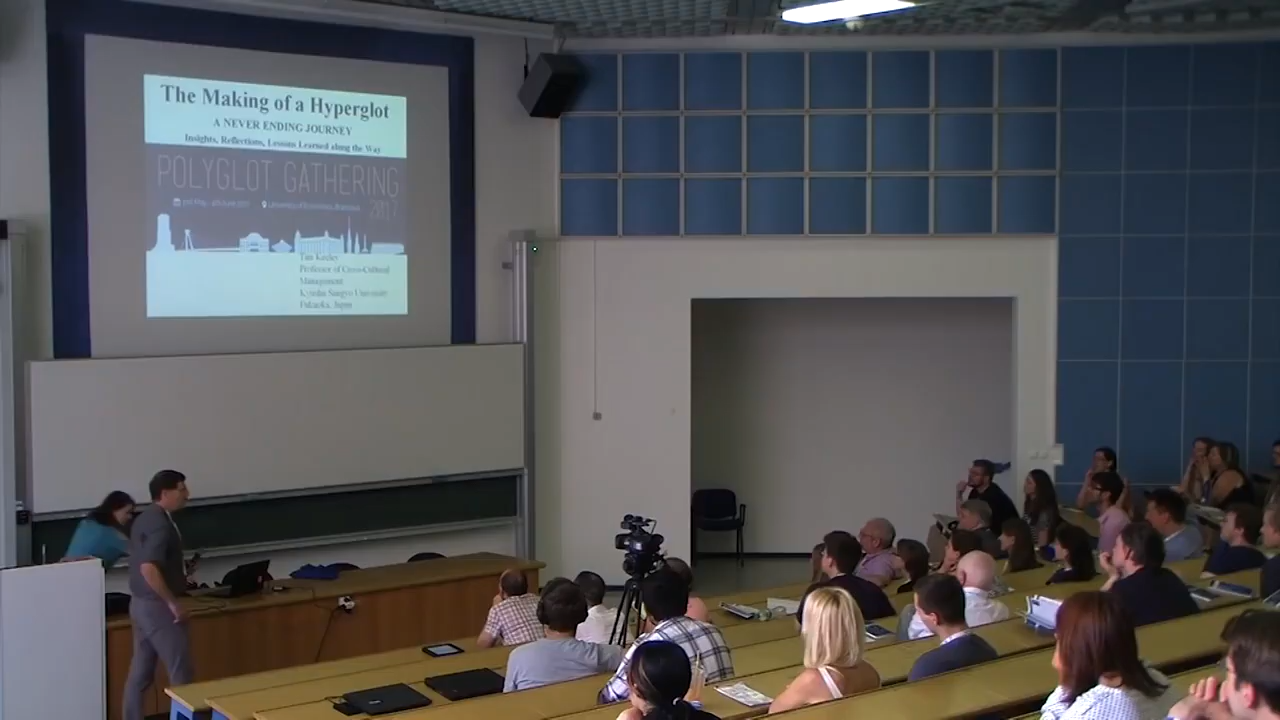 The Making of a Hyperglot
A NEVER ENDING JOURNEY
Insights, Reflections, Lessons Learned along the Way
POLYGLOT GATHERING
2017
Tim Keeley
Professor of Cross-Cultural
Management
Kyushu Sangyo University
Fukuoka, Japan